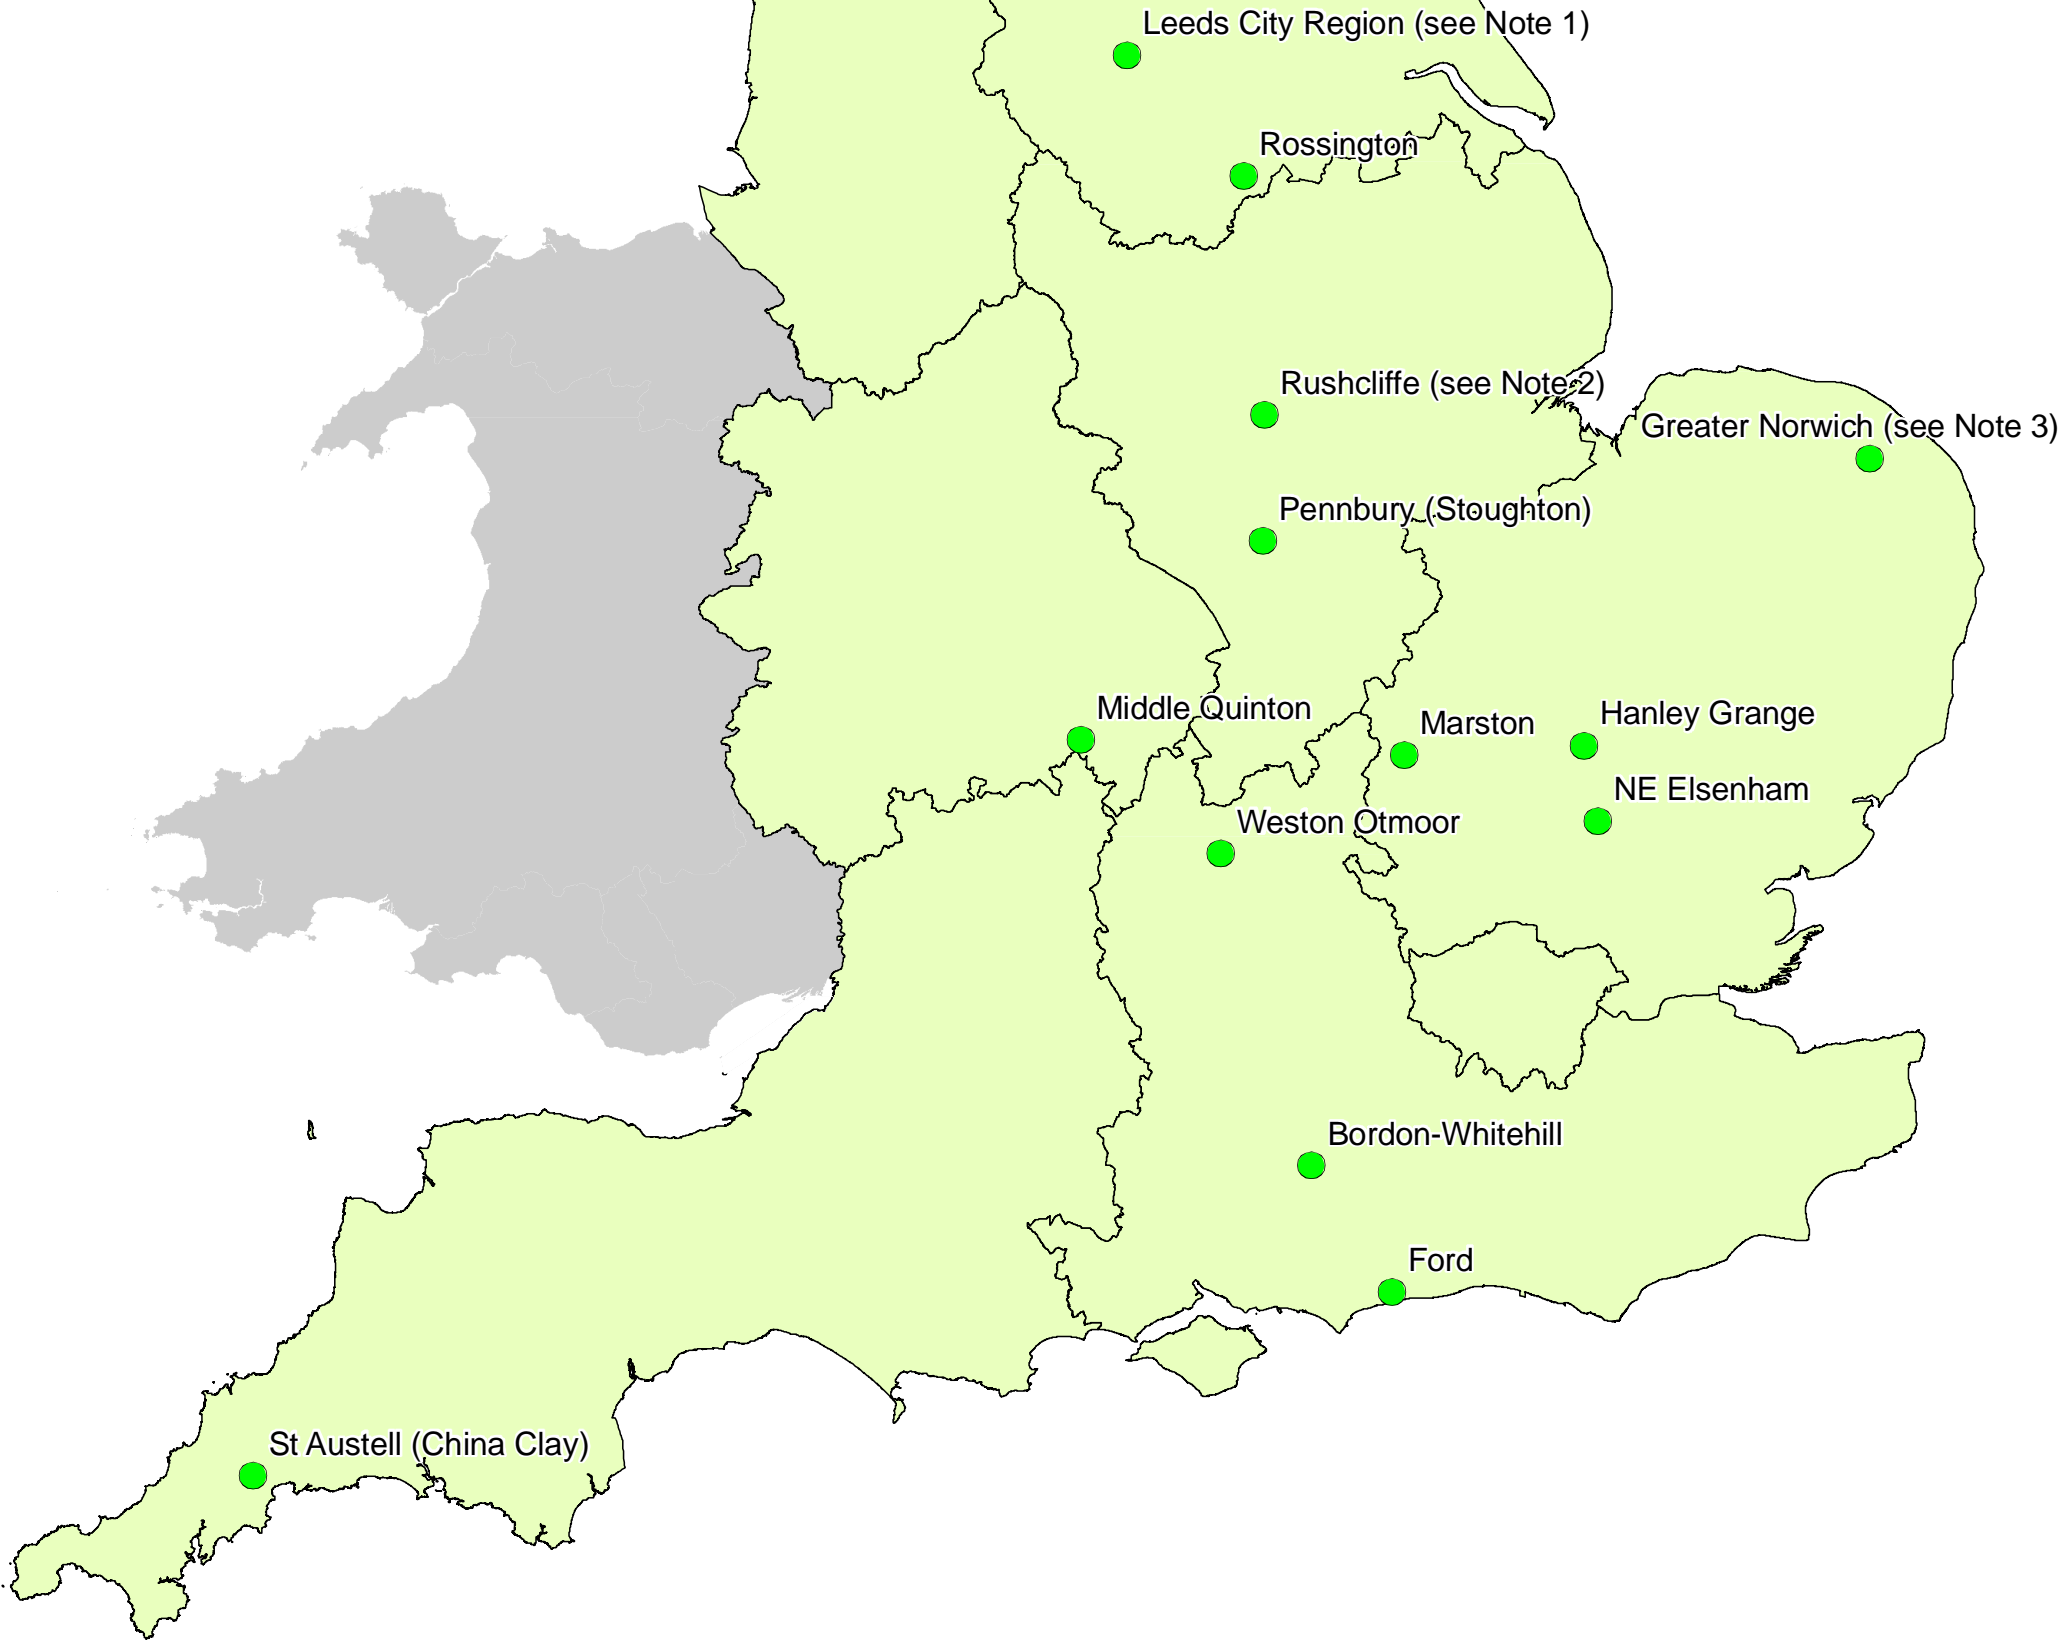 Leeds City Region (see Note 1)
Rossington
Rushcliffe (see Note 2)
Greater Norwich (see Note 3)
Pennbury (Stoughton)
Middle Quinton
Marston
Hanley Grange
NE Elsenham
Weston Otmoor
Bordon-Whitehill
Ford
St Austell (China Clay)